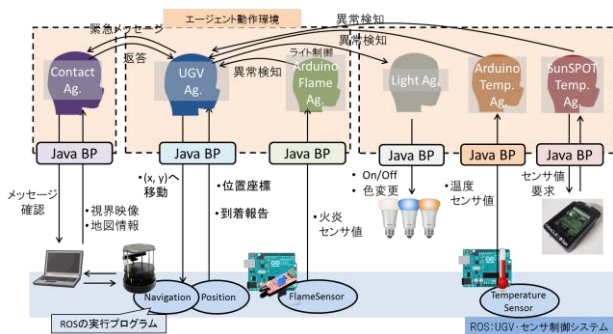 エージェント動作環境
緊急メッセージ
返答
異常検知
異常検知
ライト制御
異常検知
Contact
Ag.
UGV
Ag.
Arduino
Flame
Ag.
Light Ag.
Arduino
Temp.
Ag.
SunSPOT
Temp.
Ag.
Java BP
Java BP
Java BP
Java BP
Java BP
Java BP
メッセージ
確認
•視界映像
•地図情報
•(x, y)へ
移動
•位置座標
•到着報告
•火炎
センサ値
• On/Off
• 色変更
•温度
センサ値
センサ値
要求
Navigation
Position
FlameSensor
Temperature
Sensor
ROSの実行プログラム
ROS:UGV・センサ制御システム